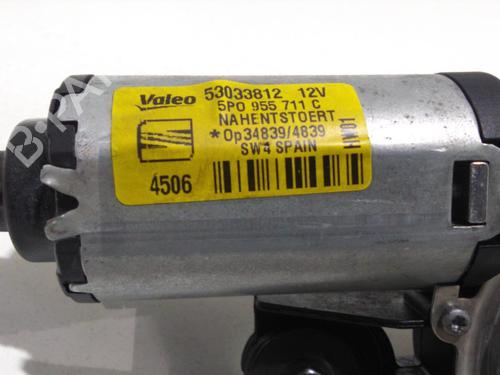 Valeo 53033812 12V
5P0 955 711 C
NAHENTSTOERT
*Op34839/4839
SW4 SPAIN
4506
HW01